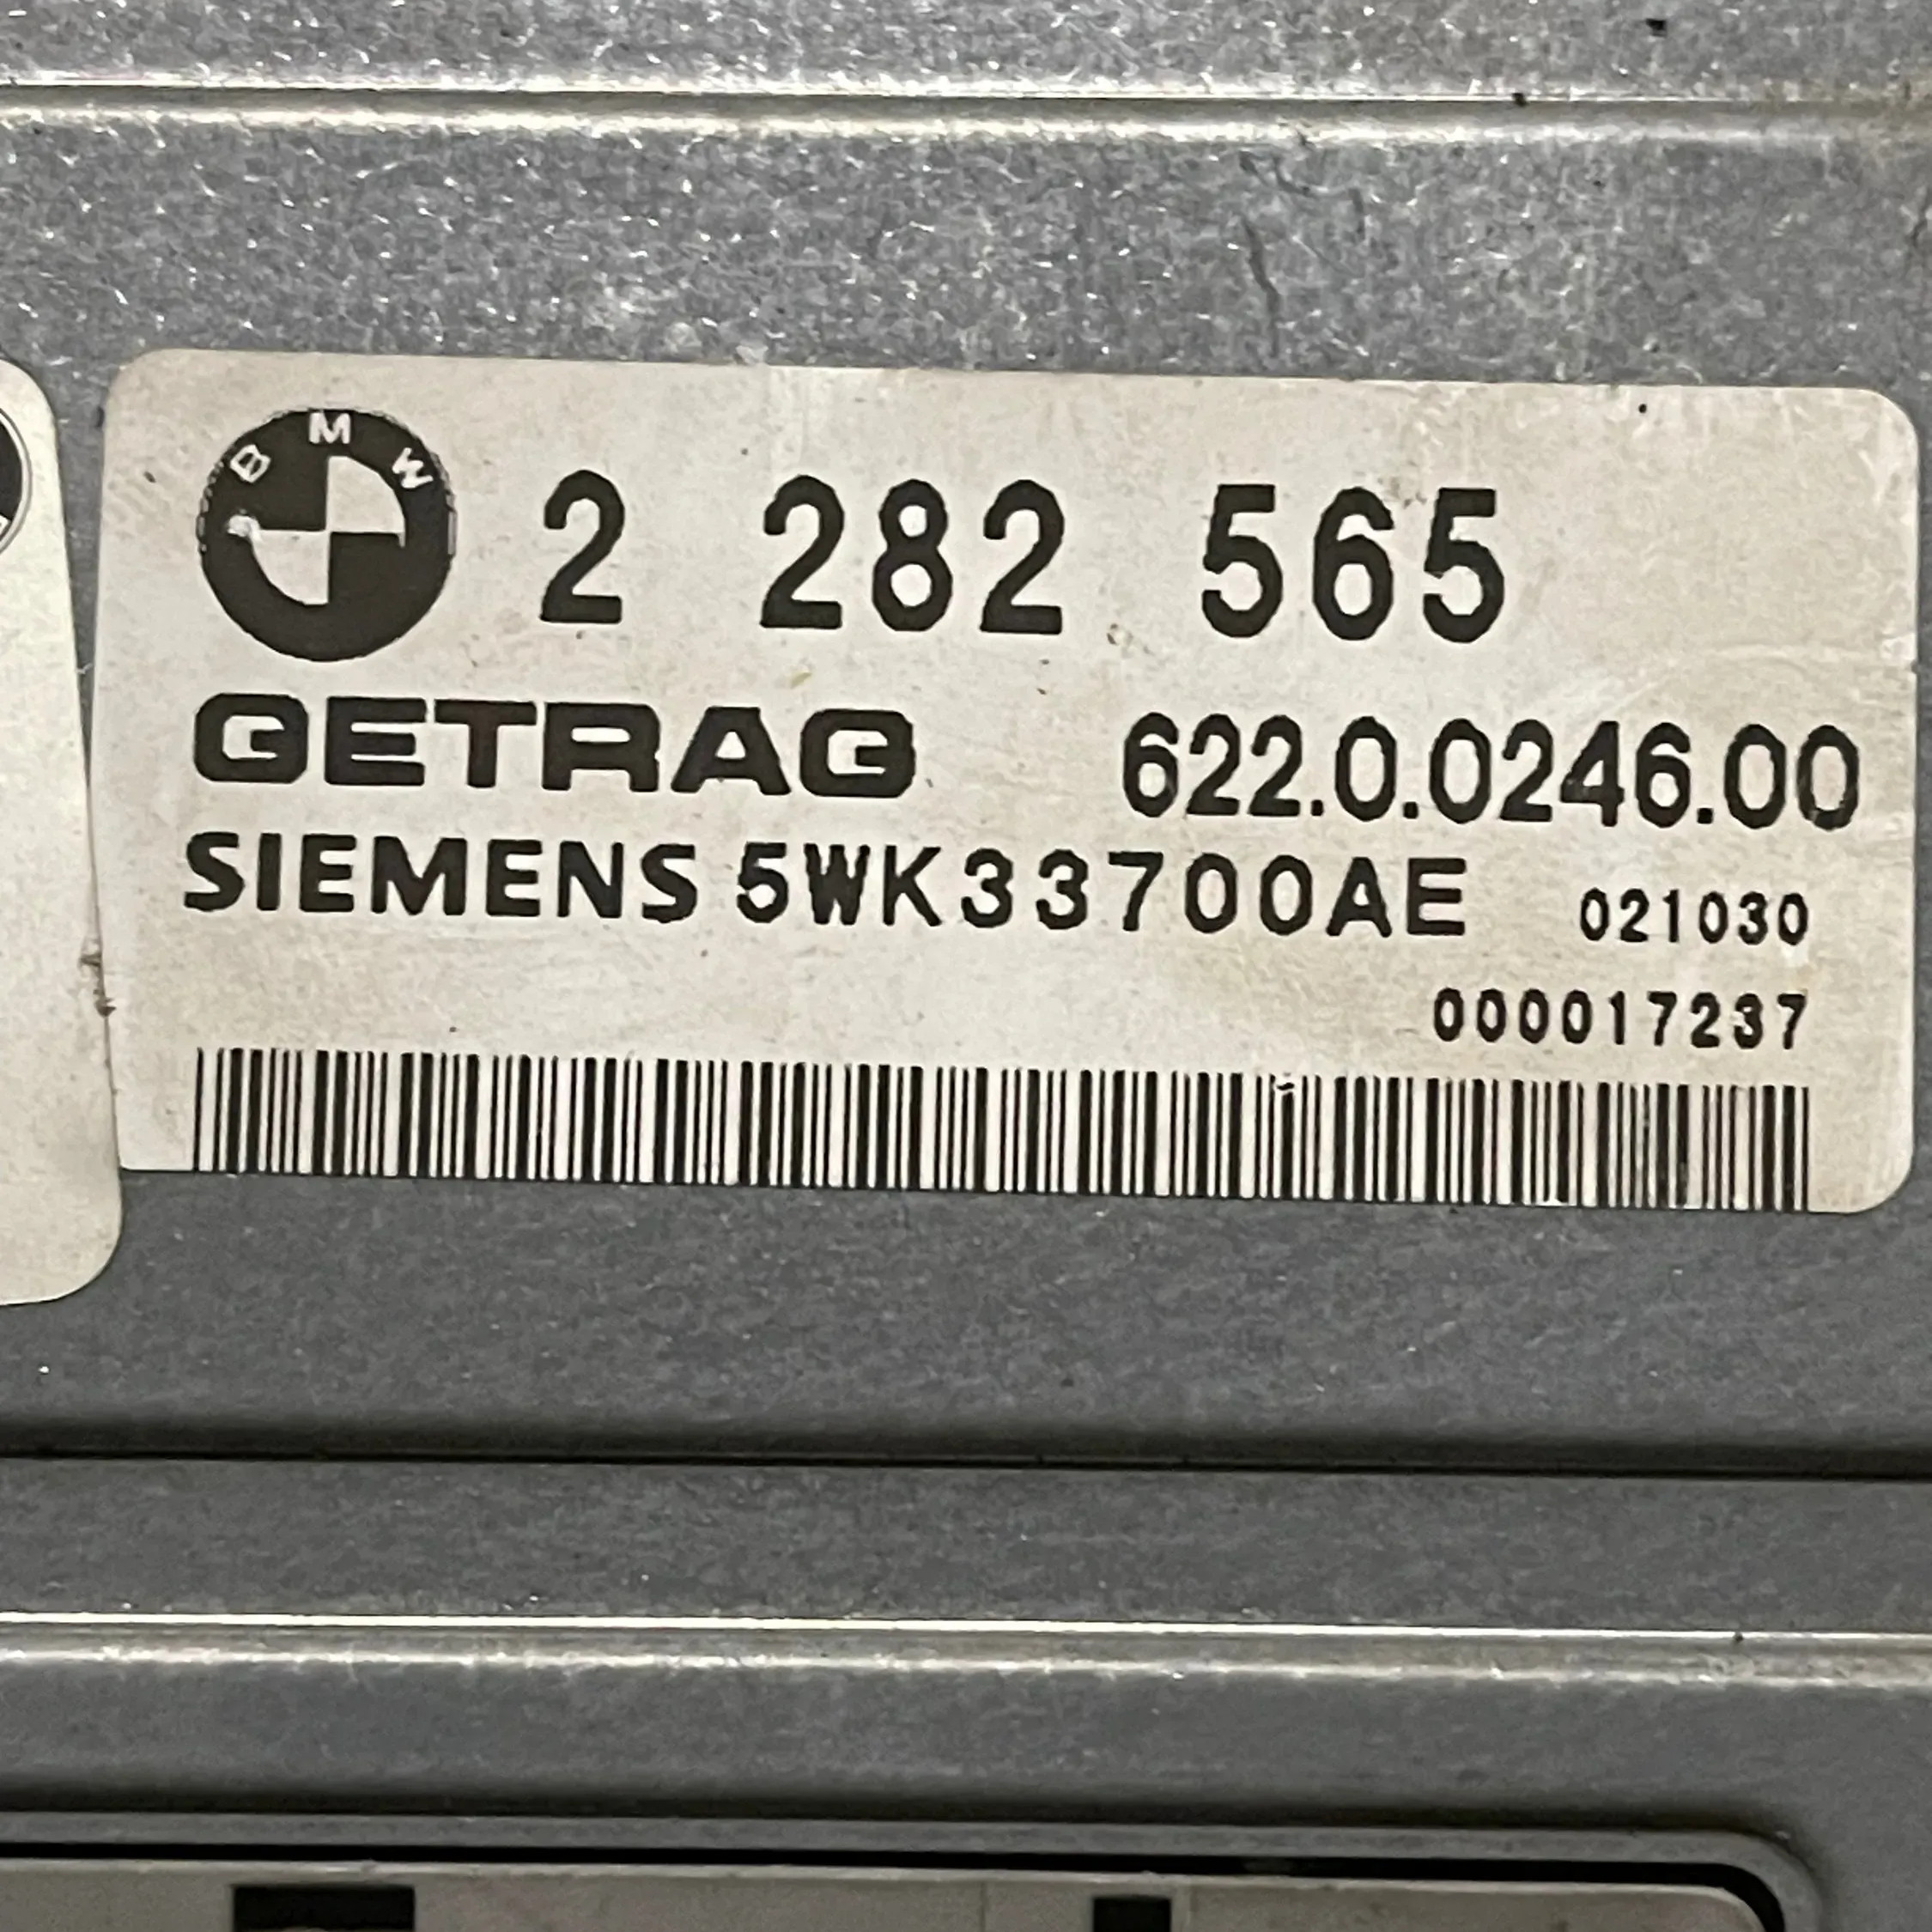 BMW 2 282 565
GETRAG 622.0.0246.00
SIEMENS 5WK33700AE 021030
000017237